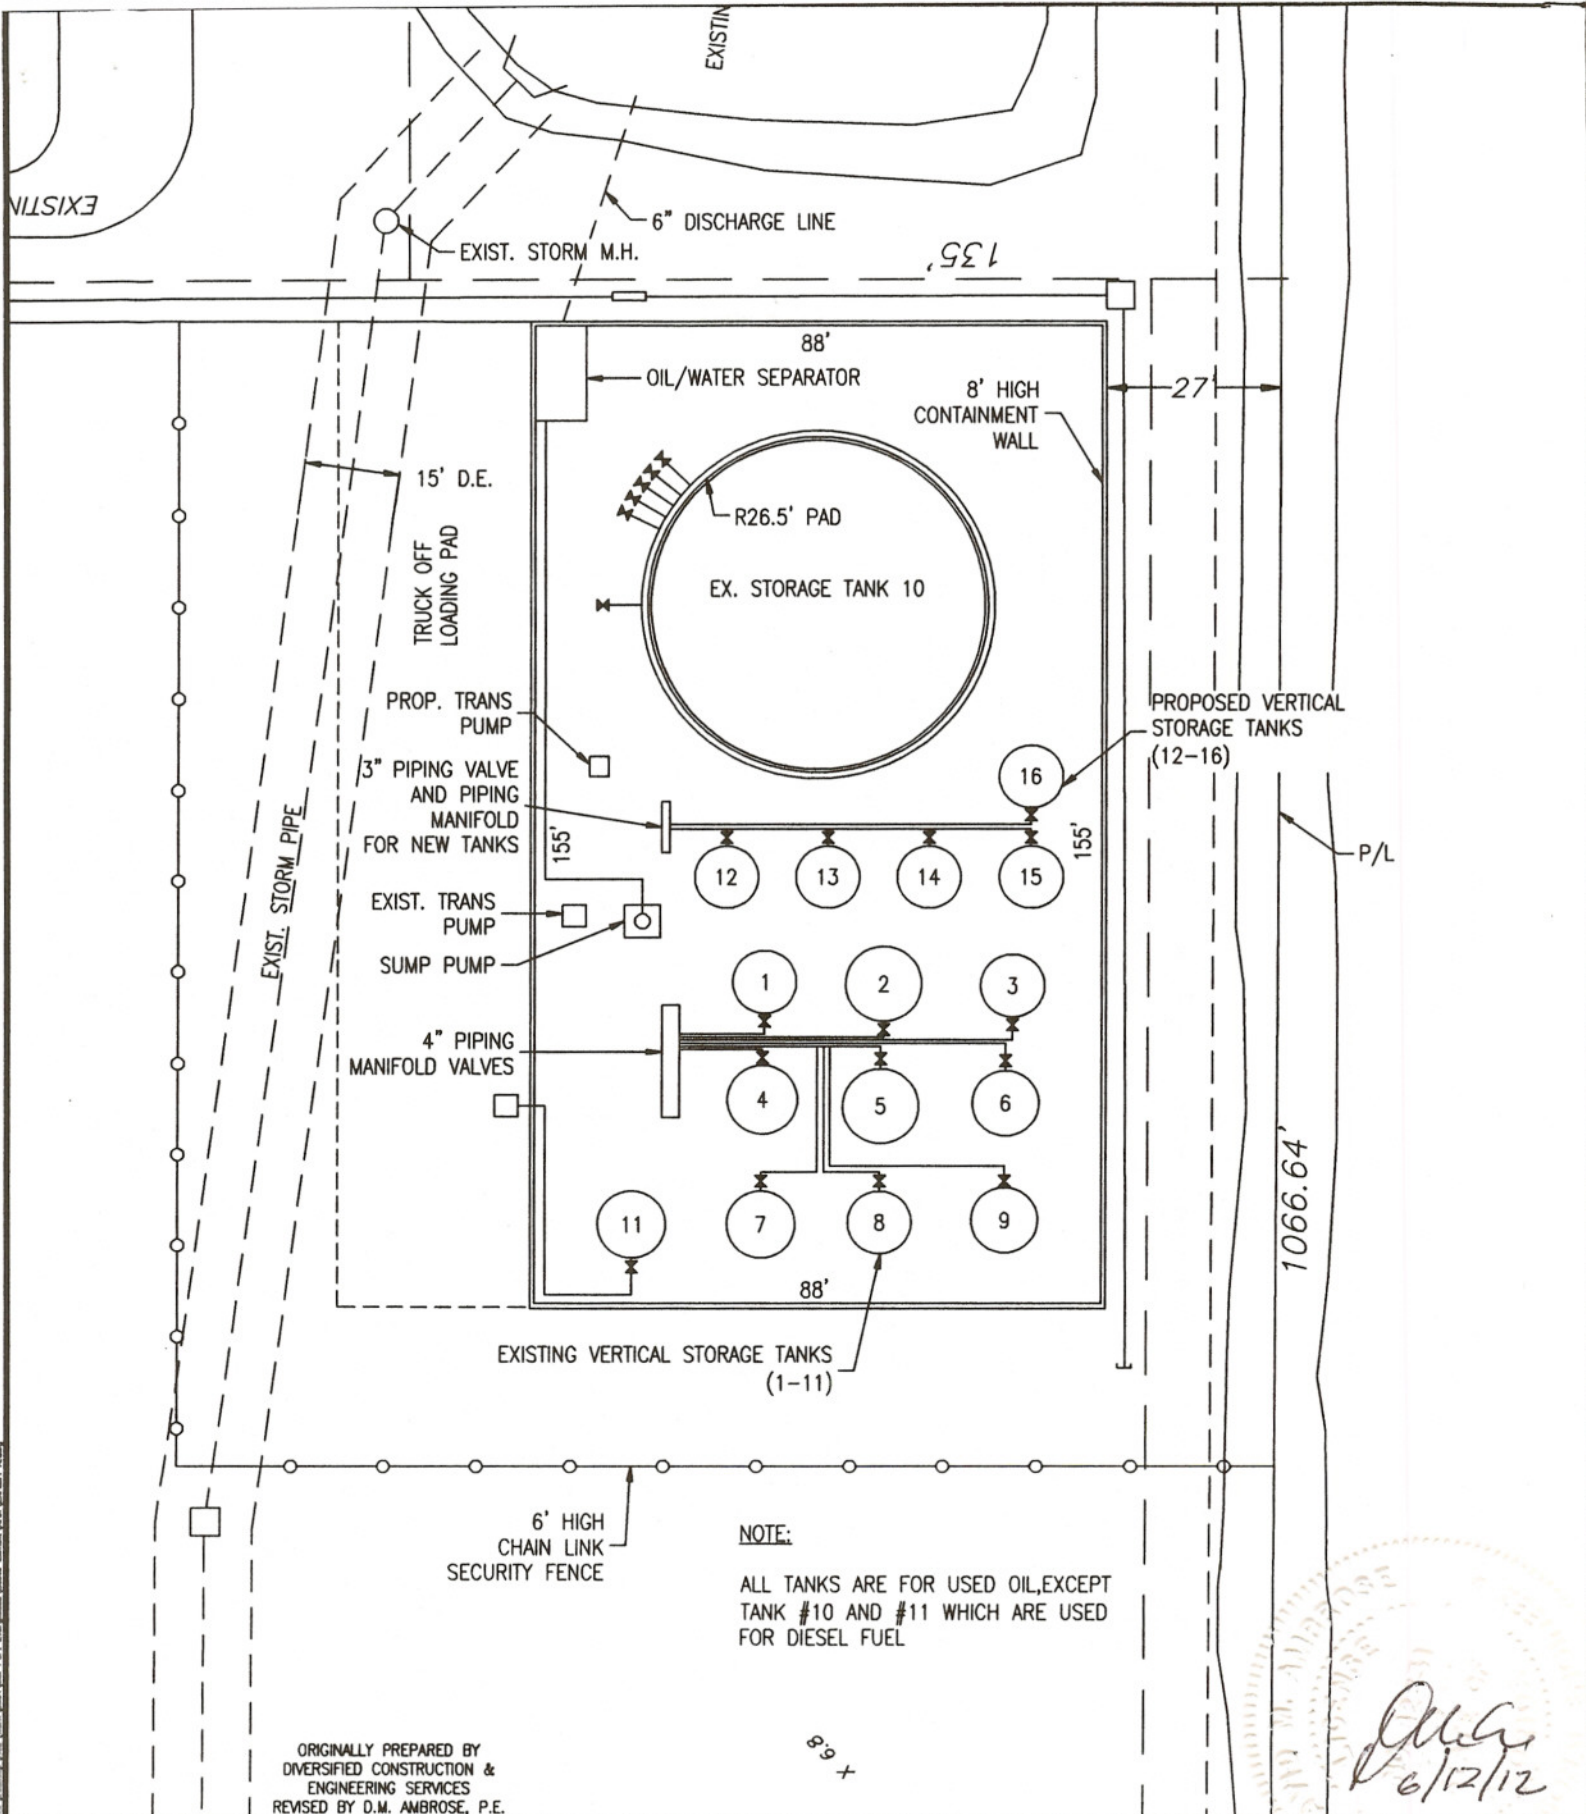 EXISTIN
EXISTIN
6" DISCHARGE LINE
EXIST. STORM M.H.
135'
88'
OIL/WATER SEPARATOR
8' HIGH
CONTAINMENT
WALL
27'
15' D.E.
R26.5' PAD
TRUCK OFF
LOADING PAD
EX. STORAGE TANK 10
PROP. TRANS
PUMP
PROPOSED VERTICAL
STORAGE TANKS
(12-16)
3" PIPING VALVE
AND PIPING
MANIFOLD
FOR NEW TANKS
16
155'
155'
EXIST. STORM PIPE
P/L
12
13
14
15
EXIST. TRANS
PUMP
SUMP PUMP
1
2
3
4" PIPING
MANIFOLD VALVES
4
5
6
1066.64'
11
7
8
9
88'
EXISTING VERTICAL STORAGE TANKS
(1-11)
6' HIGH
CHAIN LINK
SECURITY FENCE
NOTE:
ALL TANKS ARE FOR USED OIL,EXCEPT
TANK #10 AND #11 WHICH ARE USED
FOR DIESEL FUEL
+ 6.8
ORIGINALLY PREPARED BY
DIVERSIFIED CONSTRUCTION &
ENGINEERING SERVICES
REVISED BY D.M. AMBROSE, P.E.
6/12/12